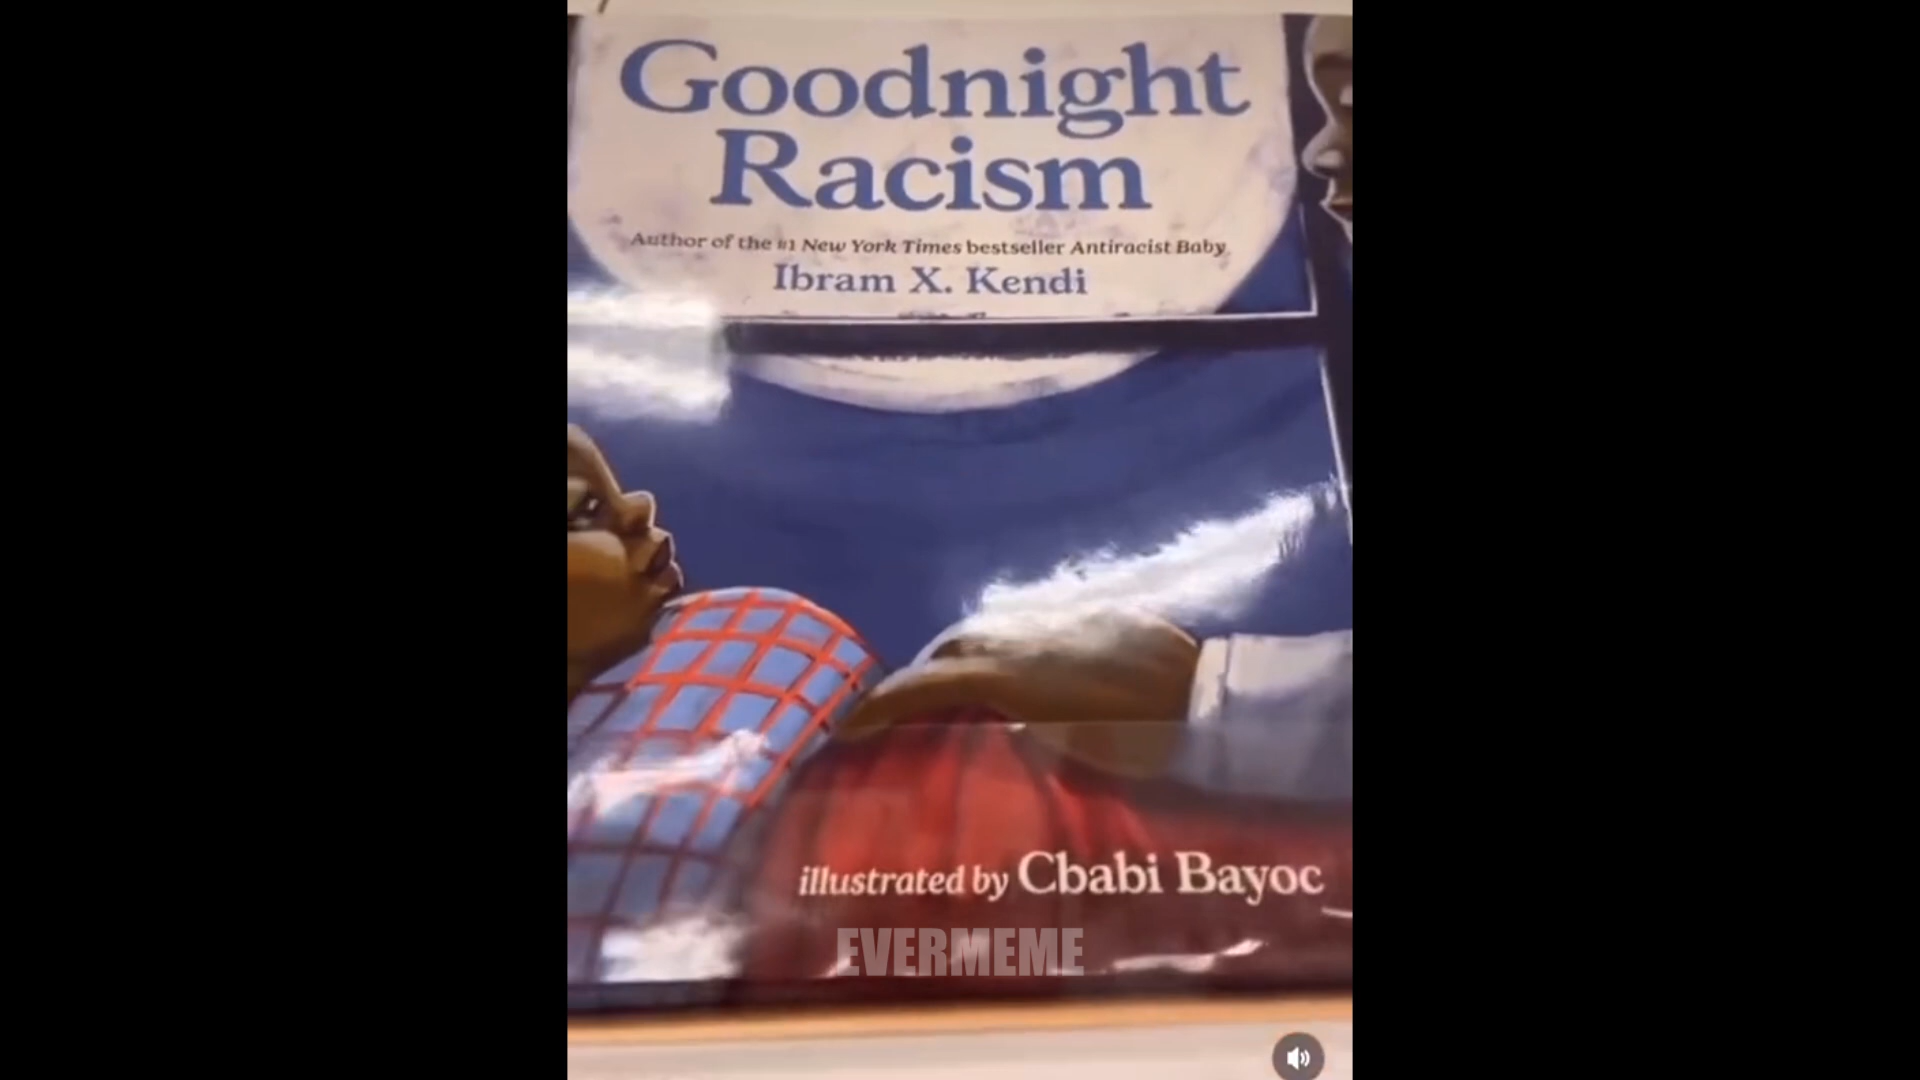 Goodnight
Racism
Author of the #1 New York Times bestseller Antiracist Baby
Ibram X. Kendi
illustrated by Cbabi Bayoc
EVERMEME